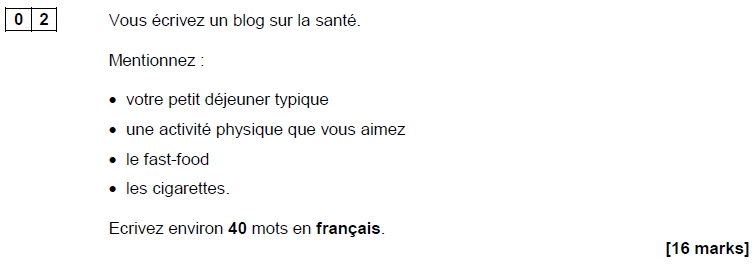 0 2 Vous écrivez un blog sur la santé.
Mentionnez :
• votre petit déjeuner typique
• une activité physique que vous aimez
• le fast-food
• les cigarettes.
Ecrivez environ 40 mots en français.
[16 marks]